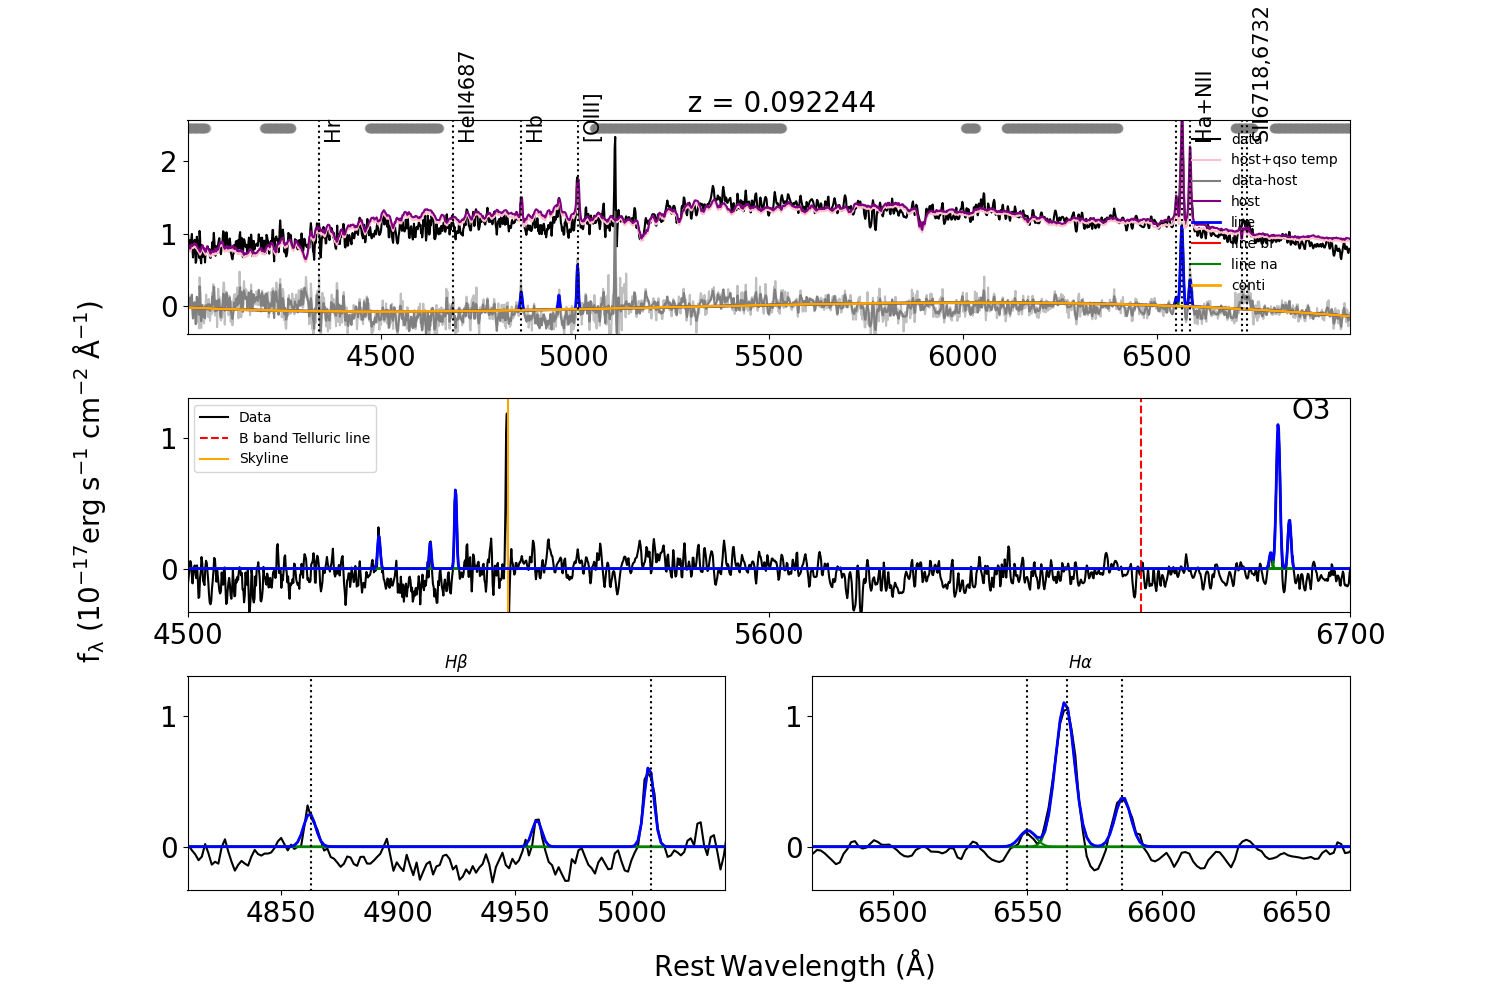 z = 0.092244
Hr
HeII4687
Hb
[OIII]
Ha+NII
SII6718,6732
data
host+qso temp
data-host
host
line
line br
line na
conti
2
1
0
4500 5000 5500 6000 6500
fλ (10⁻¹⁷erg s⁻¹ cm⁻² Å⁻¹)
Data
B band Telluric line
Skyline
O3
1
0
4500 5600 6700
Hβ
1
0
4850 4900 4950 5000
Hα
1
0
6500 6550 6600 6650
Rest Wavelength (Å)